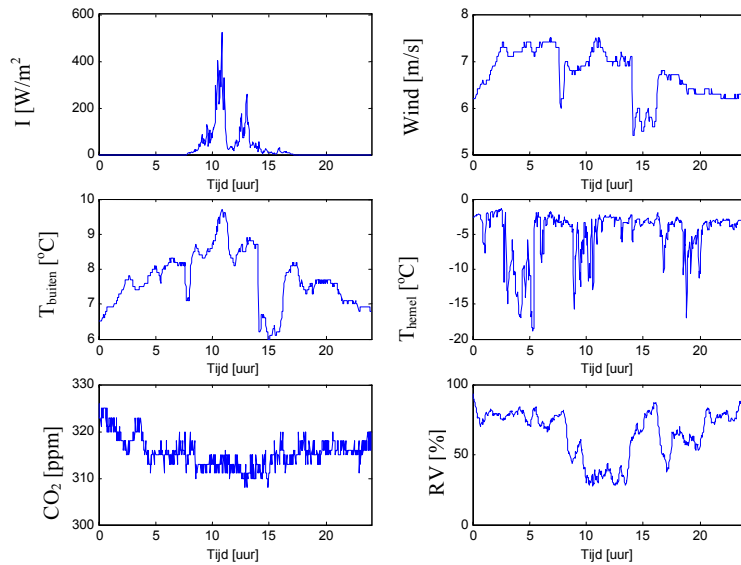 I [W/m²]
600
400
200
0
0 5 10 15 20
Tijd [uur]
Wind [m/s]
8
7
6
5
0 5 10 15 20
Tijd [uur]
T_buiten [°C]
10
9
8
7
6
0 5 10 15 20
Tijd [uur]
T_hemel [°C]
0
-5
-10
-15
-20
0 5 10 15 20
Tijd [uur]
CO₂ [ppm]
330
320
310
300
0 5 10 15 20
Tijd [uur]
RV [%]
100
50
0
0 5 10 15 20
Tijd [uur]